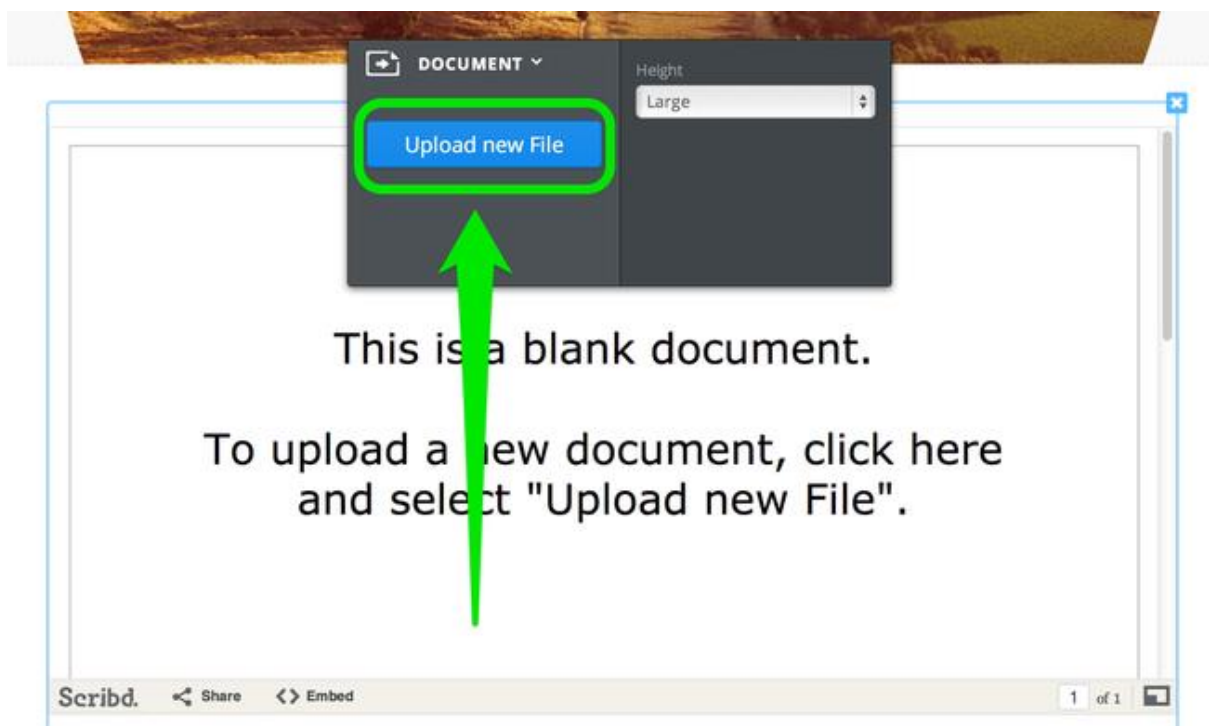 DOCUMENT
Height
Large
Upload new File
This is a blank document.
To upload a new document, click here
and select "Upload new File".
Scribd. Share <> Embed 1 of 1